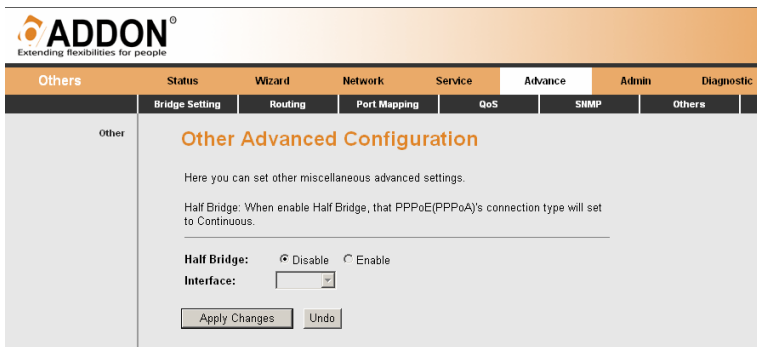 ADDON®
Extending flexibilities for people
Others Status Wizard Network Service Advance Admin Diagnostic
Bridge Setting Routing Port Mapping QoS SNMP Others
Other
Other Advanced Configuration
Here you can set other miscellaneous advanced settings.
Half Bridge: When enable Half Bridge, that PPPoE(PPPoA)'s connection type will set
to Continuous.
Half Bridge: Disable Enable
Interface:
Apply Changes Undo